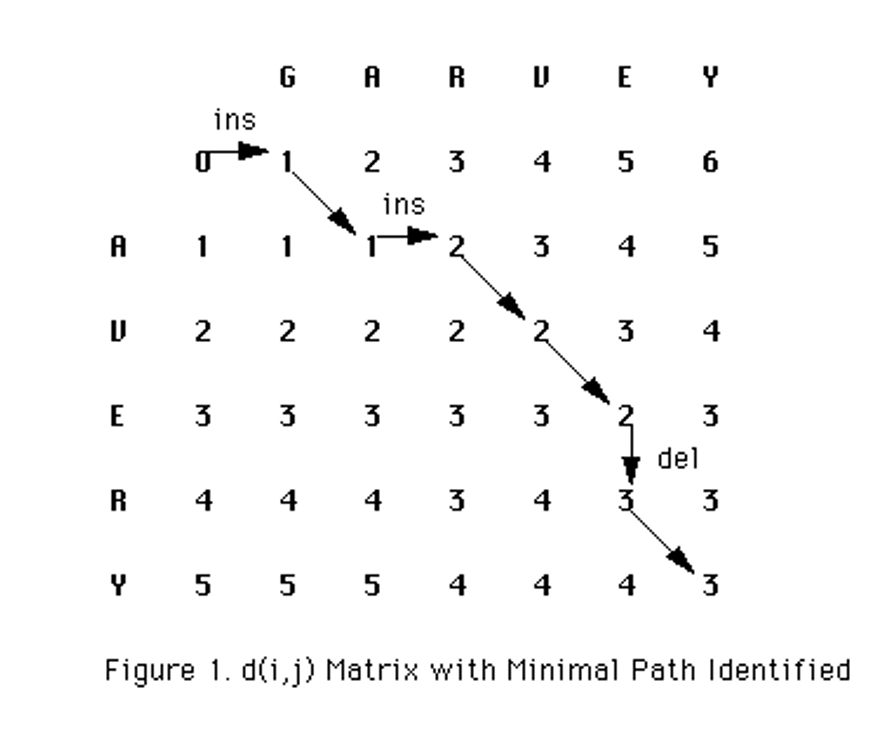 G A R V E Y
ins
0 1 2 3 4 5 6
ins
A 1 1 1 2 3 4 5
V 2 2 2 2 2 3 4
E 3 3 3 3 3 2 3
del
R 4 4 4 3 4 3 3
Y 5 5 5 4 4 4 3
Figure 1. d(i,j) Matrix with Minimal Path Identified